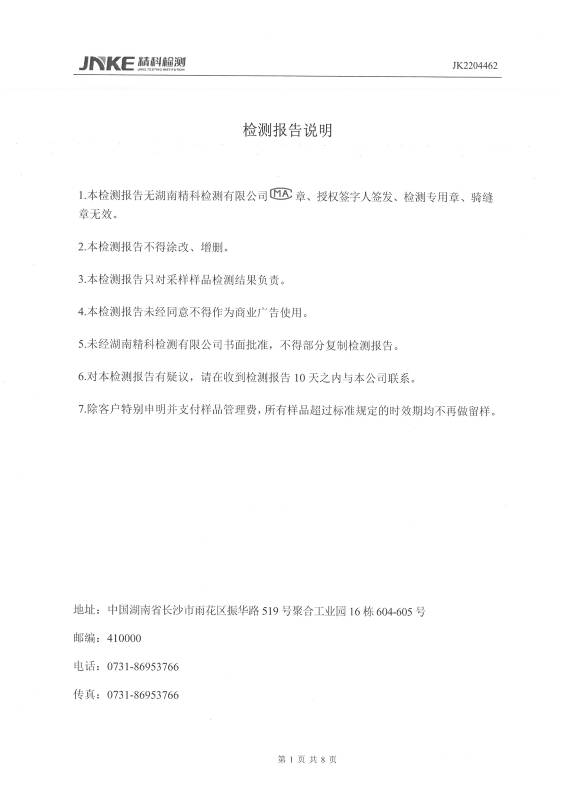 JNKE 精科检测
JK2204462
检测报告说明
1.本检测报告无湖南精科检测有限公司MA章、授权签字人签发、检测专用章、骑缝
章无效。
2.本检测报告不得涂改、增删。
3.本检测报告只对采样样品检测结果负责。
4.本检测报告未经同意不得作为商业广告使用。
5.未经湖南精科检测有限公司书面批准，不得部分复制检测报告。
6.对本检测报告有疑议，请在收到检测报告 10 天之内与本公司联系。
7.除客户特别申明并支付样品管理费，所有样品超过标准规定的时效期均不再做留样。
地址：中国湖南省长沙市雨花区振华路 519 号聚合工业园 16 栋 604-605 号
邮编：410000
电话：0731-86953766
传真：0731-86953766
第 1 页 共 8 页